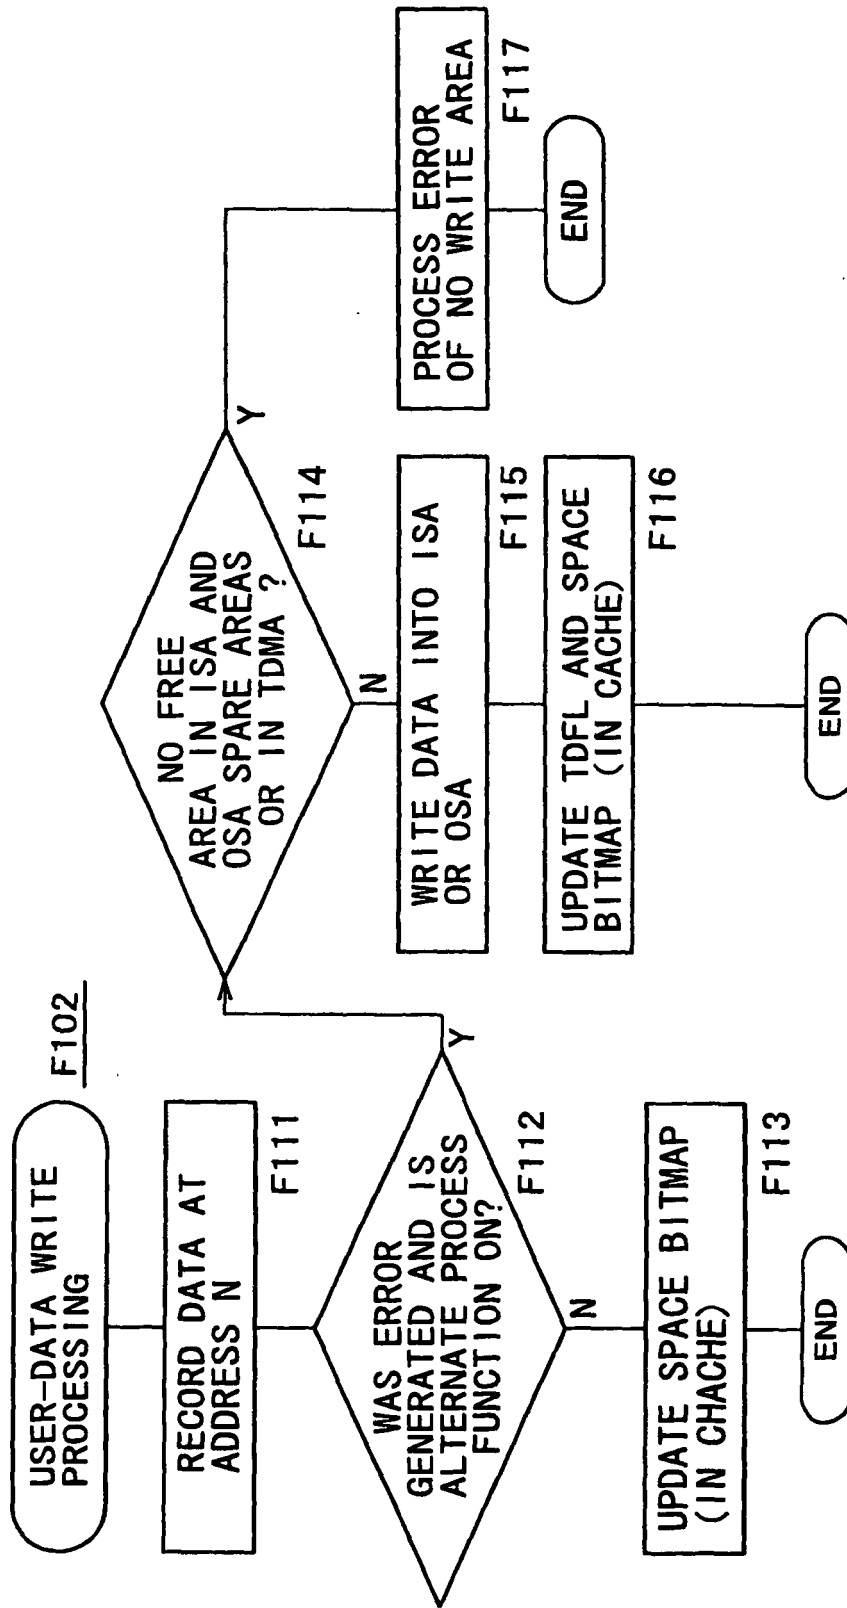 USER-DATA WRITE
PROCESSING
F102
RECORD DATA AT
ADDRESS N
F111
WAS ERROR
GENERATED AND IS
ALTERNATE PROCESS
FUNCTION ON?
F112
Y
N
UPDATE SPACE BITMAP
(IN CHACHE)
F113
END
NO FREE
AREA IN ISA AND
OSA SPARE AREAS
OR IN TDMA ?
F114
Y
N
WRITE DATA INTO ISA
OR OSA
F115
UPDATE TDFL AND SPACE
BITMAP (IN CACHE)
F116
END
PROCESS ERROR
OF NO WRITE AREA
F117
END